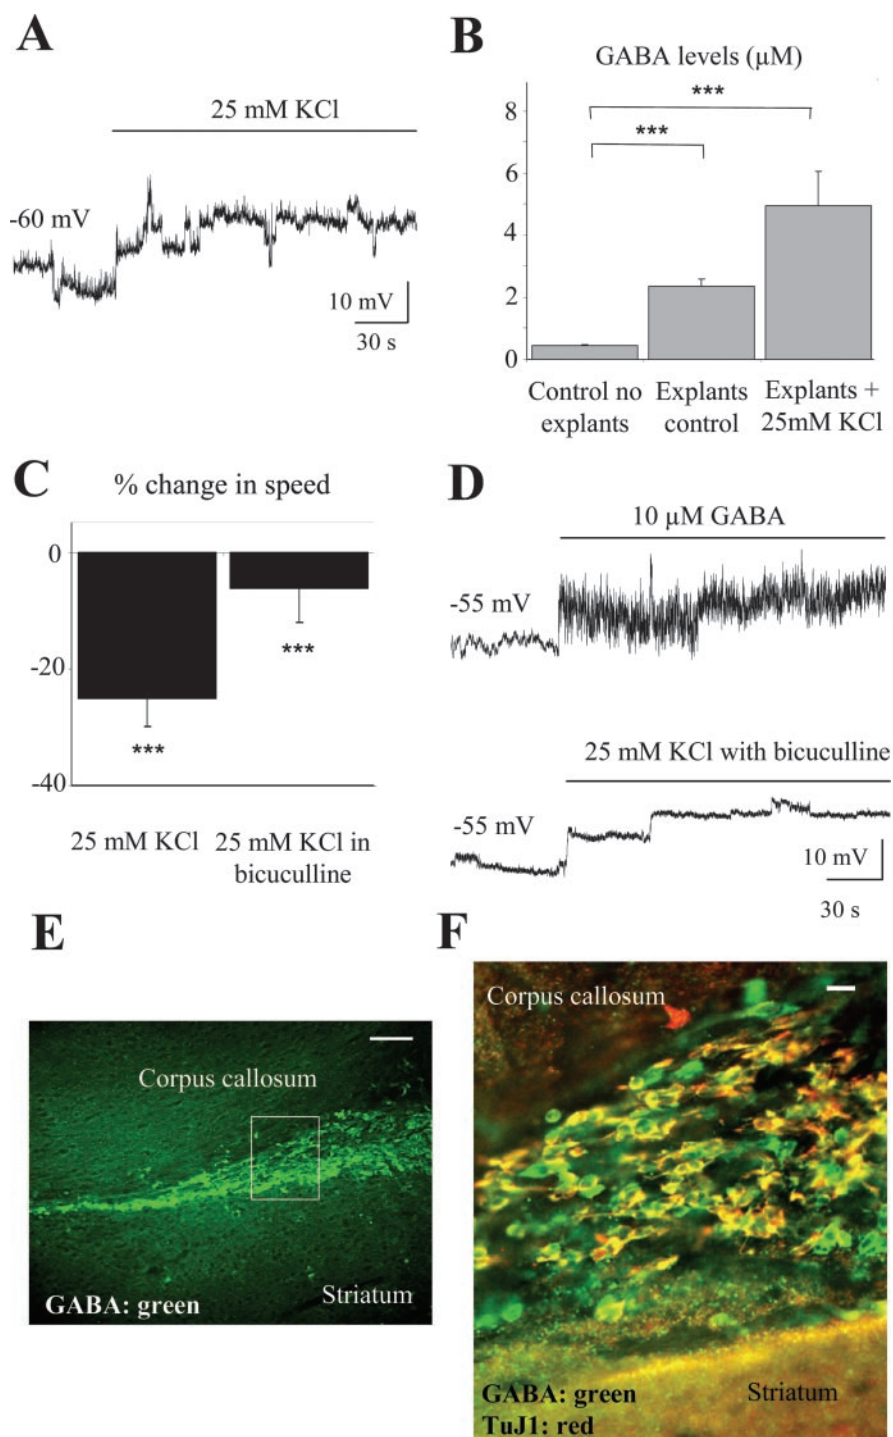 A
25 mM KCl
-60 mV
10 mV
30 s
B
GABA levels (µM)
***
***
8
6
4
2
0
Control no explants
Explants control
Explants + 25mM KCl
C
% change in speed
0
-20
-40
***
***
25 mM KCl
25 mM KCl in bicuculline
D
10 µM GABA
-55 mV
25 mM KCl with bicuculline
-55 mV
10 mV
30 s
E
Corpus callosum
Striatum
GABA: green
F
Corpus callosum
Striatum
GABA: green
TuJ1: red